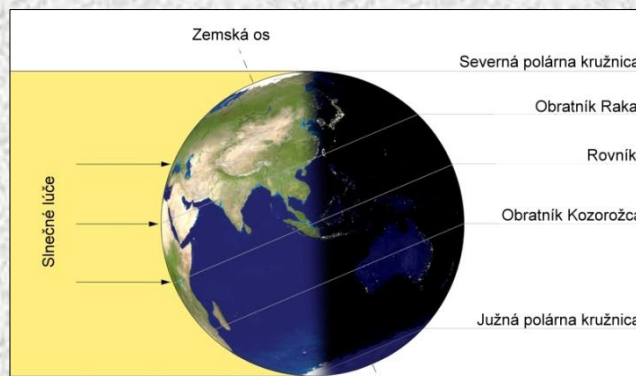 Zemská os
Severná polárna kružnica
Obratník Raka
Rovník
Obratník Kozorožca
Južná polárna kružnica
Slnečné lúče